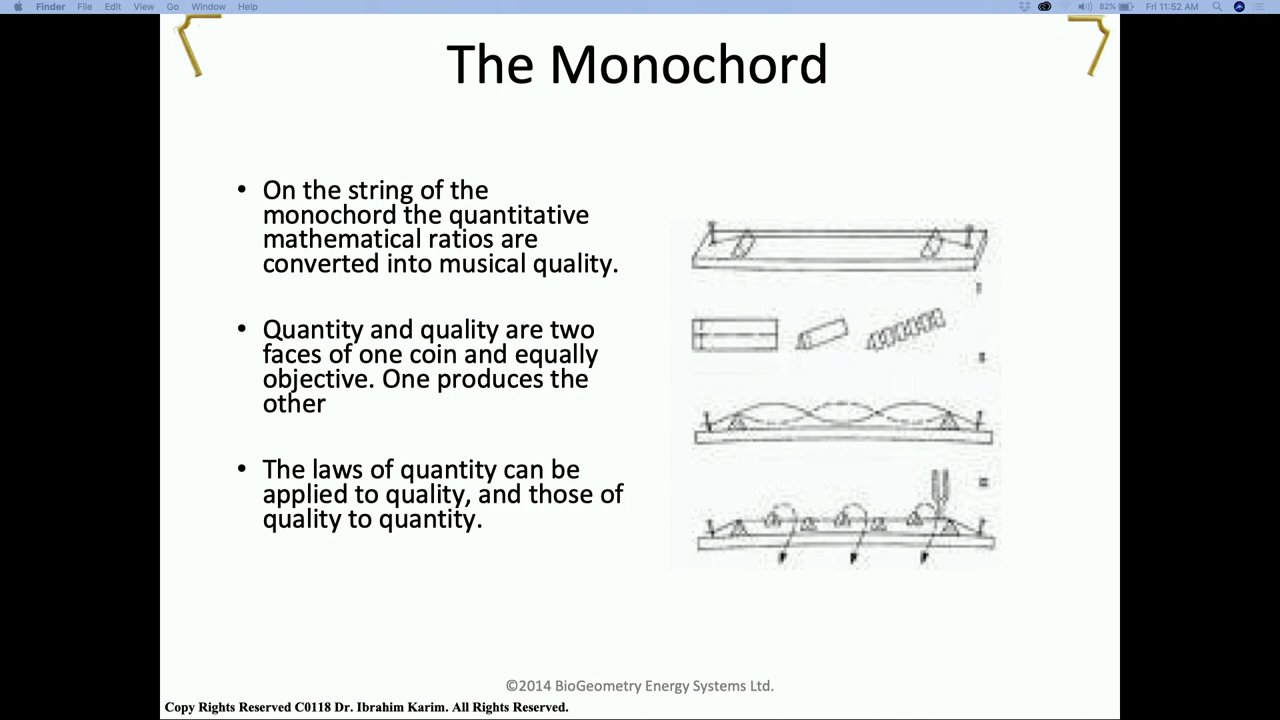 Finder File Edit View Go Window Help 82% Fri 11:52 AM
The Monochord
• On the string of the
monochord the quantitative
mathematical ratios are
converted into musical quality.
• Quantity and quality are two
faces of one coin and equally
objective. One produces the
other
• The laws of quantity can be
applied to quality, and those of
quality to quantity.
©2014 BioGeometry Energy Systems Ltd.
Copy Rights Reserved C0118 Dr. Ibrahim Karim. All Rights Reserved.